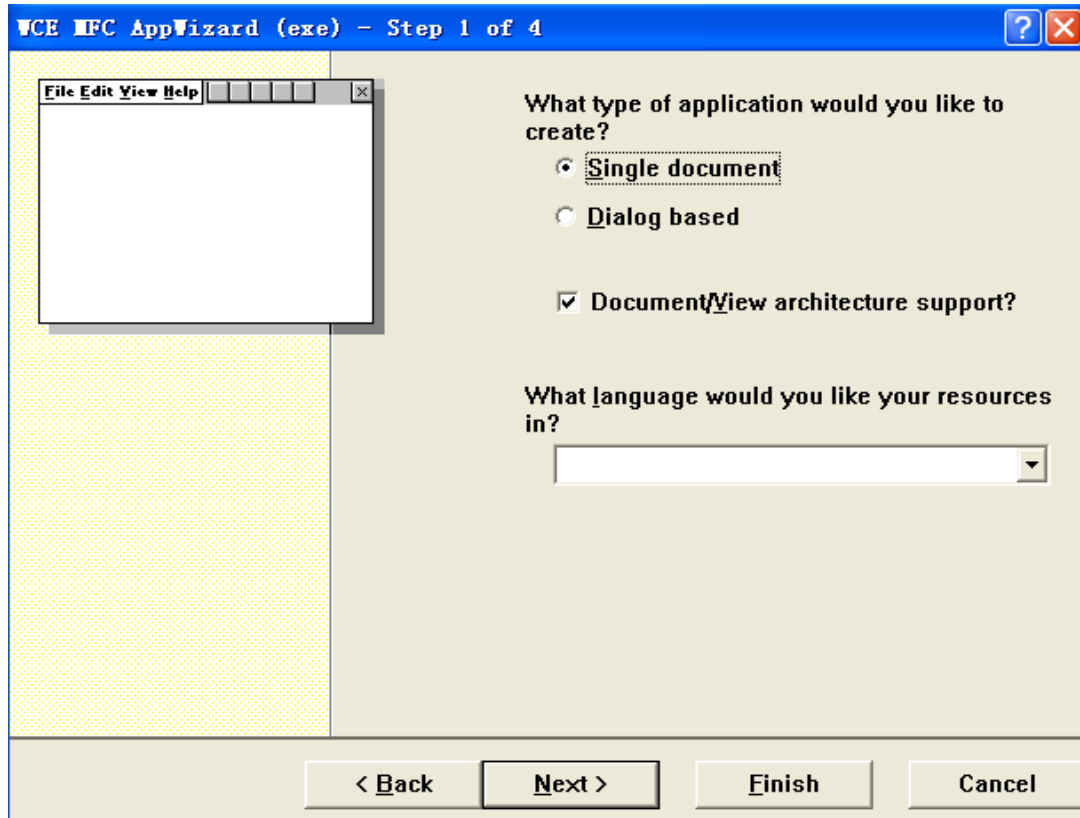 WCE MFC AppWizard (exe) - Step 1 of 4
File Edit View Help
What type of application would you like to
create?
Single document
Dialog based
Document/View architecture support?
What language would you like your resources
in?
< Back Next > Finish Cancel